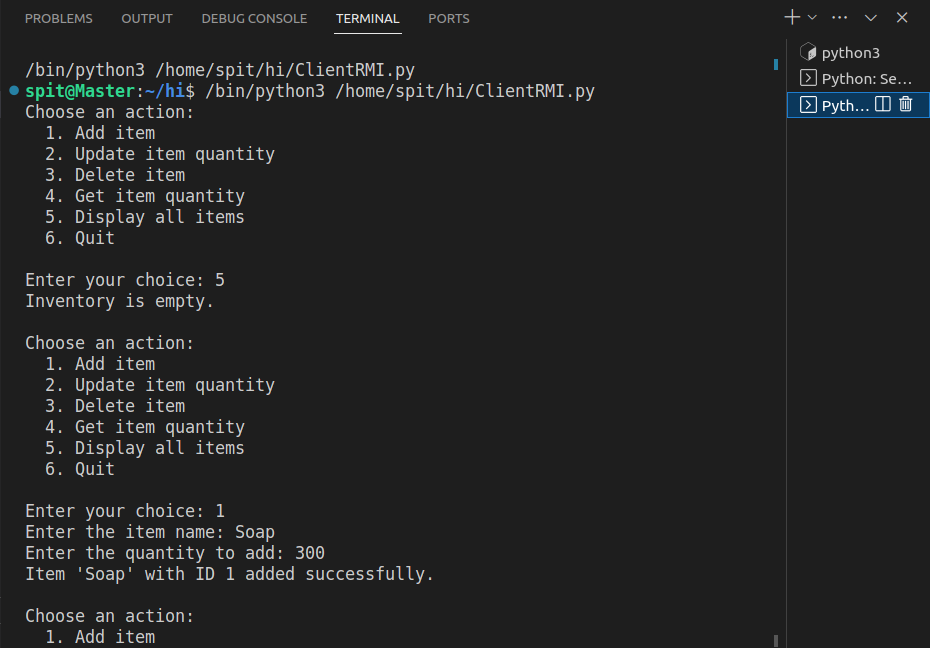 PROBLEMS OUTPUT DEBUG CONSOLE TERMINAL PORTS
/bin/python3 /home/spit/hi/ClientRMI.py
spit@Master:~/hi$ /bin/python3 /home/spit/hi/ClientRMI.py
Choose an action:
1. Add item
2. Update item quantity
3. Delete item
4. Get item quantity
5. Display all items
6. Quit
Enter your choice: 5
Inventory is empty.
Choose an action:
1. Add item
2. Update item quantity
3. Delete item
4. Get item quantity
5. Display all items
6. Quit
Enter your choice: 1
Enter the item name: Soap
Enter the quantity to add: 300
Item 'Soap' with ID 1 added successfully.
Choose an action:
1. Add item
python3
Python: Se...
Pyth...